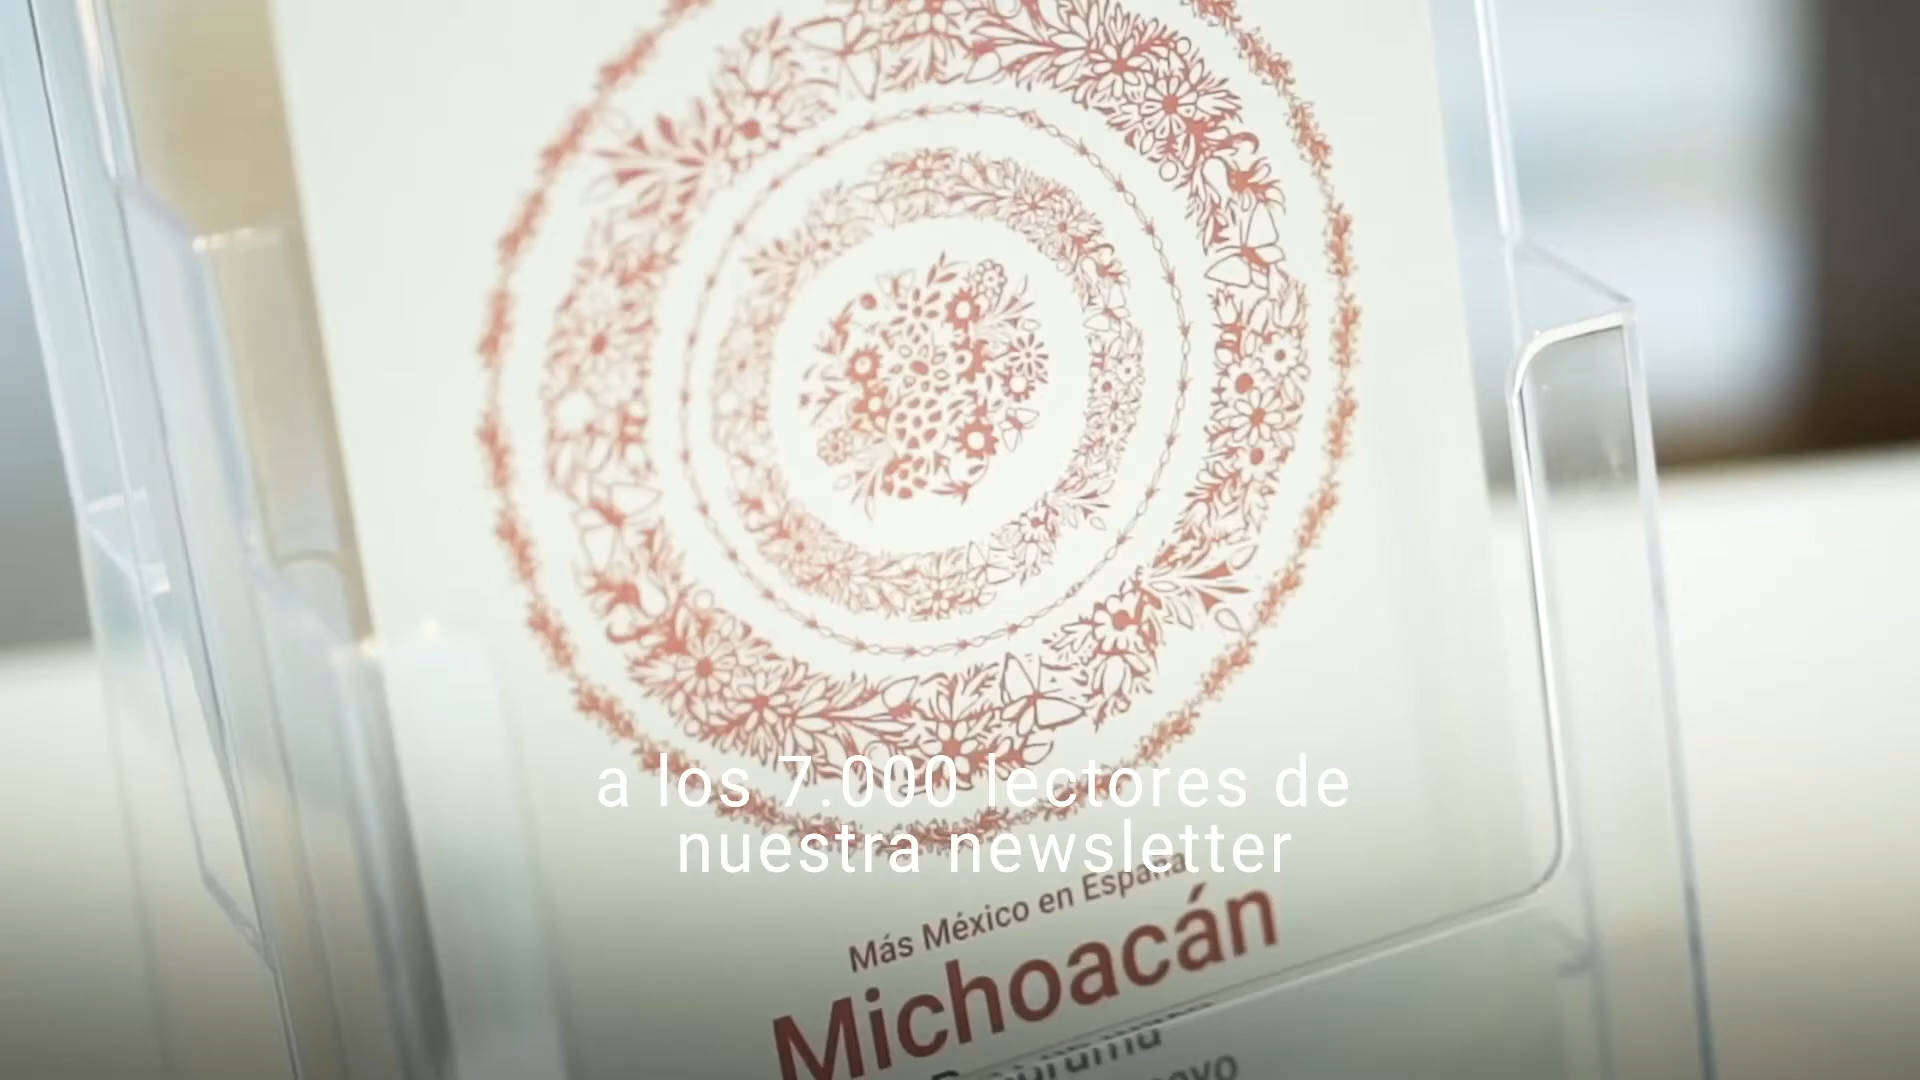 a los 7.000 lectores de
nuestra newsletter
Más México en España
Michoacán